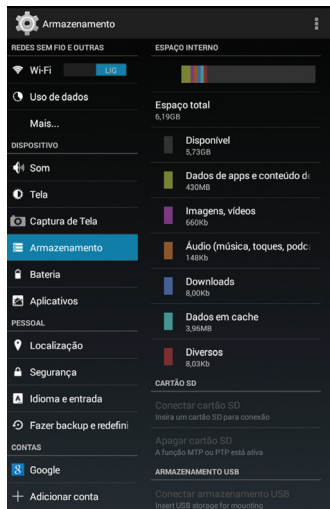 Armazenamento
REDES SEM FIO E OUTRAS
Wi-Fi LIG
Uso de dados
Mais...
DISPOSITIVO
Som
Tela
Captura de Tela
Armazenamento
Bateria
Aplicativos
PESSOAL
Localização
Segurança
Idioma e entrada
Fazer backup e redefini
CONTAS
Google
Adicionar conta
ESPAÇO INTERNO
Espaço total
6,19GB
Disponível
5,73GB
Dados de apps e conteúdo de
430MB
Imagens, vídeos
660Kb
Áudio (música, toques, podca
148Kb
Downloads
8,00Kb
Dados em cache
3,96MB
Diversos
8,03Kb
CARTÃO SD
Conectar cartão SD
Insira um cartão SD para conexão
Apagar cartão SD
A função MTP ou PTP está ativa
ARMAZENAMENTO USB
Conectar armazenamento USB
Insert USB storage for mounting